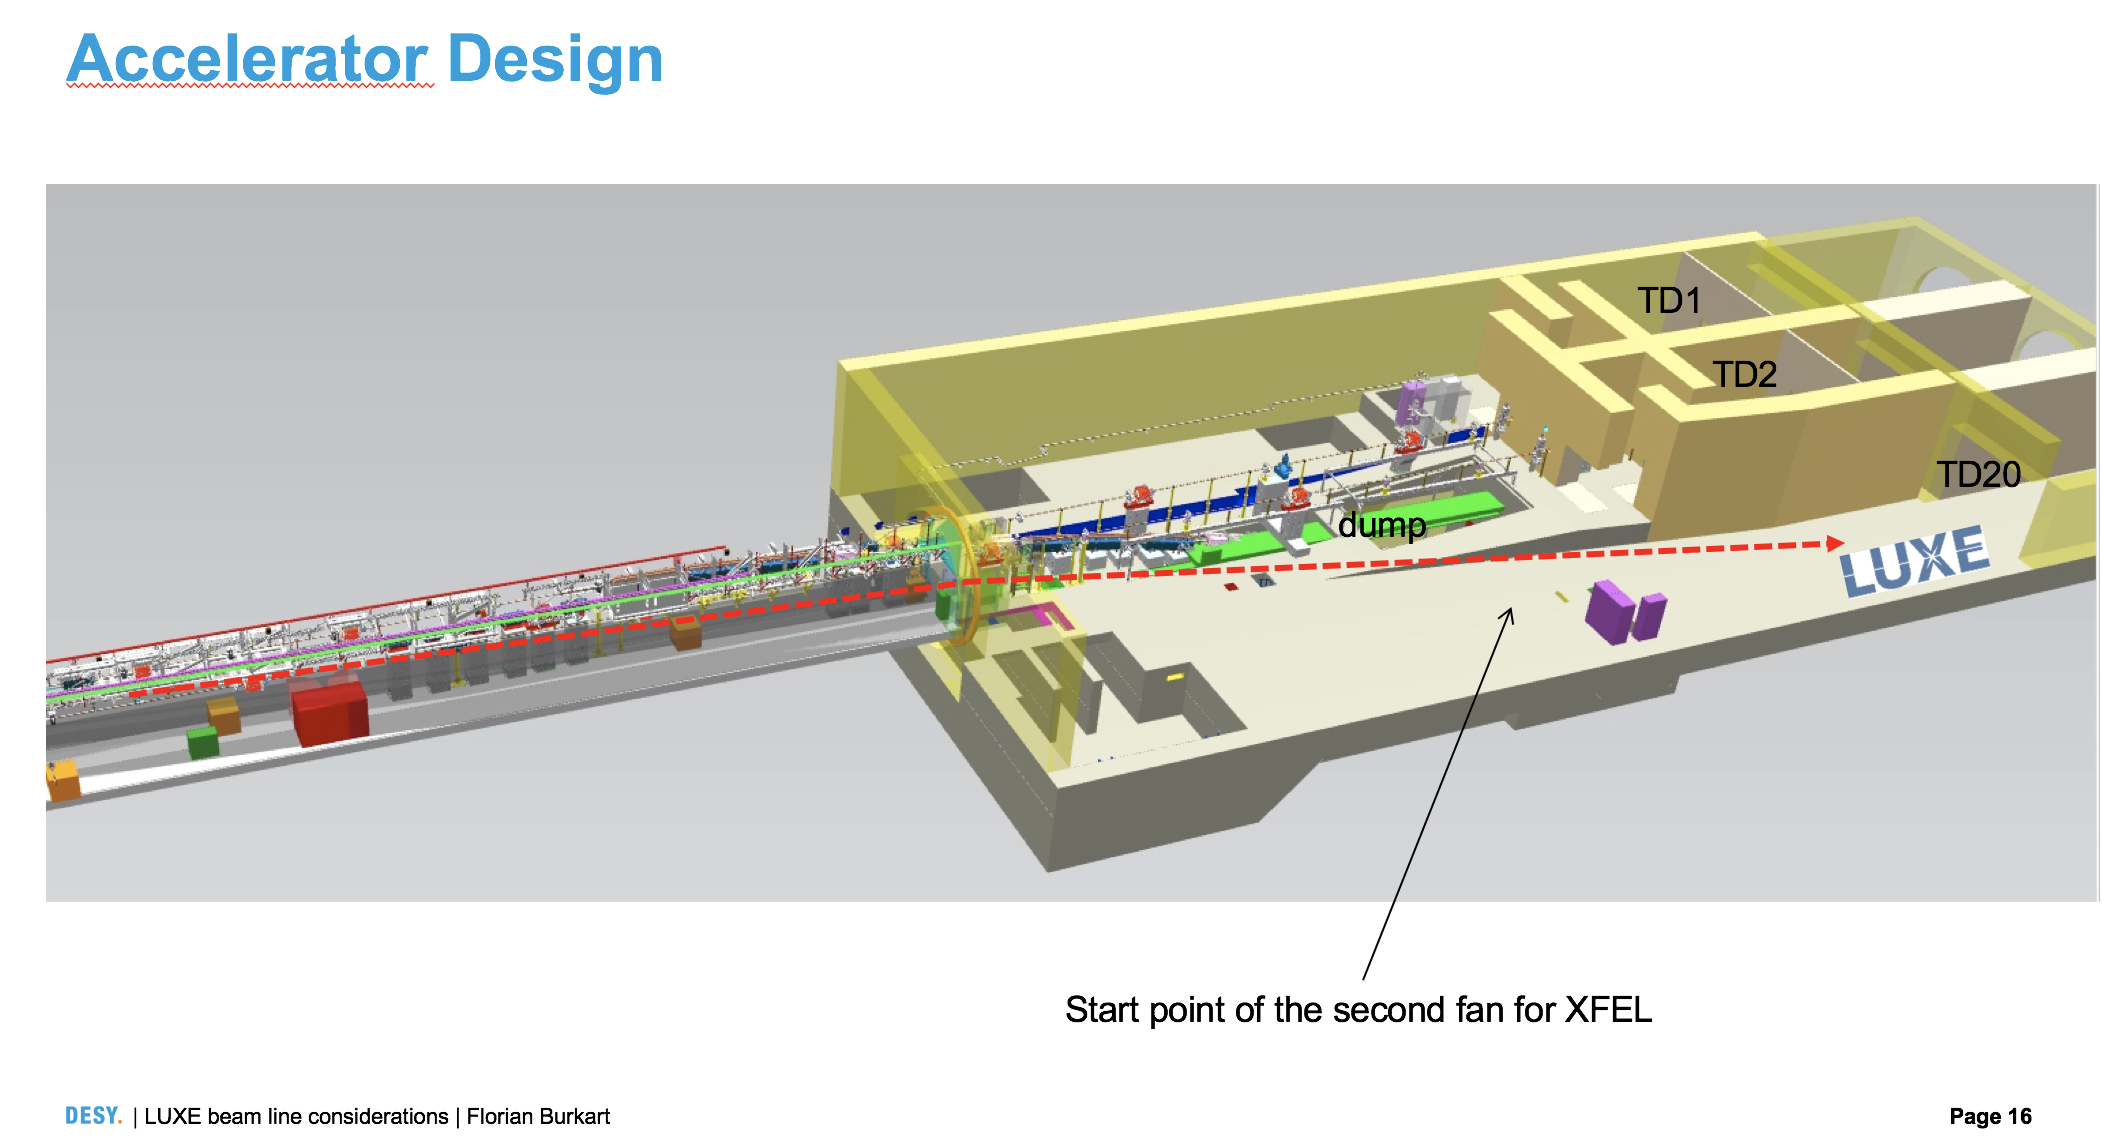 Accelerator Design
TD1
TD2
TD20
dump
LUXE
Start point of the second fan for XFEL
DESY. | LUXE beam line considerations | Florian Burkart
Page 16